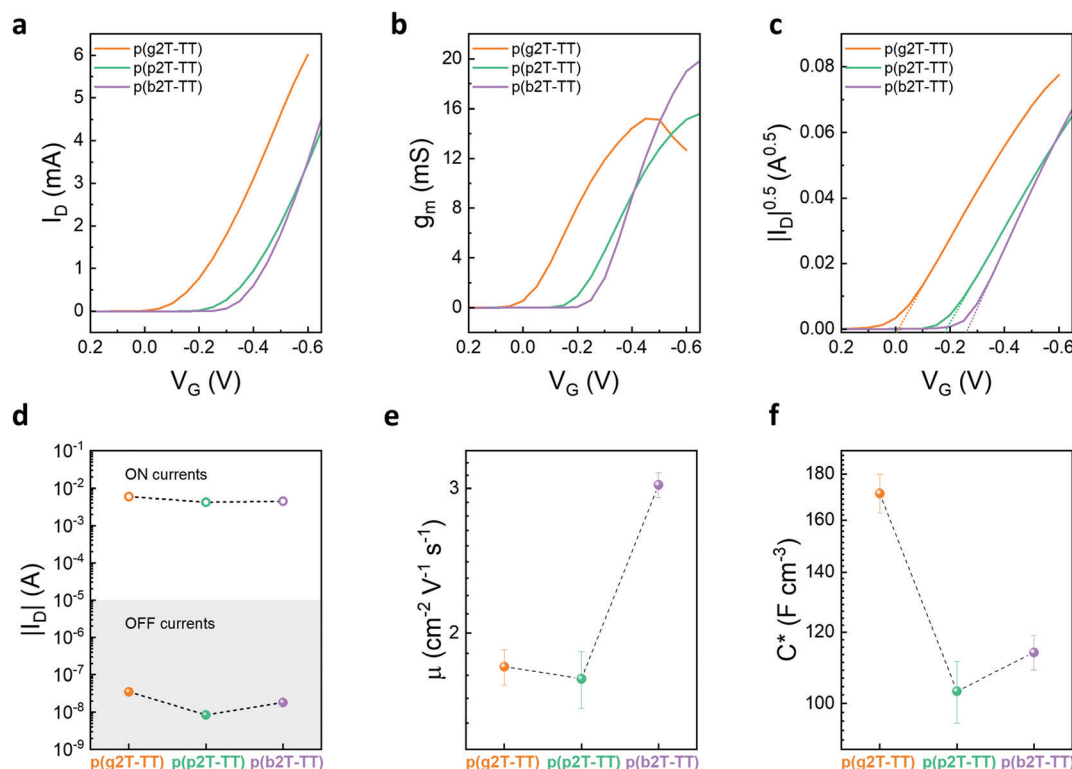 a
p(g2T-TT)
p(p2T-TT)
p(b2T-TT)
6
5
4
3
2
1
0
I_D (mA)
0.2 0.0 -0.2 -0.4 -0.6
V_G (V)
b
p(g2T-TT)
p(p2T-TT)
p(b2T-TT)
20
16
12
8
4
0
g_m (mS)
0.2 0.0 -0.2 -0.4 -0.6
V_G (V)
c
p(g2T-TT)
p(p2T-TT)
p(b2T-TT)
0.08
0.06
0.04
0.02
0.00
|I_D|^0.5 (A^0.5)
0.2 0.0 -0.2 -0.4 -0.6
V_G (V)
d
ON currents
OFF currents
10^-1
10^-2
10^-3
10^-4
10^-5
10^-6
10^-7
10^-8
10^-9
|I_D| (A)
p(g2T-TT) p(p2T-TT) p(b2T-TT)
e
3
2
μ (cm^-2 V^-1 s^-1)
p(g2T-TT) p(p2T-TT) p(b2T-TT)
f
180
160
140
120
100
C* (F cm^-3)
p(g2T-TT) p(p2T-TT) p(b2T-TT)